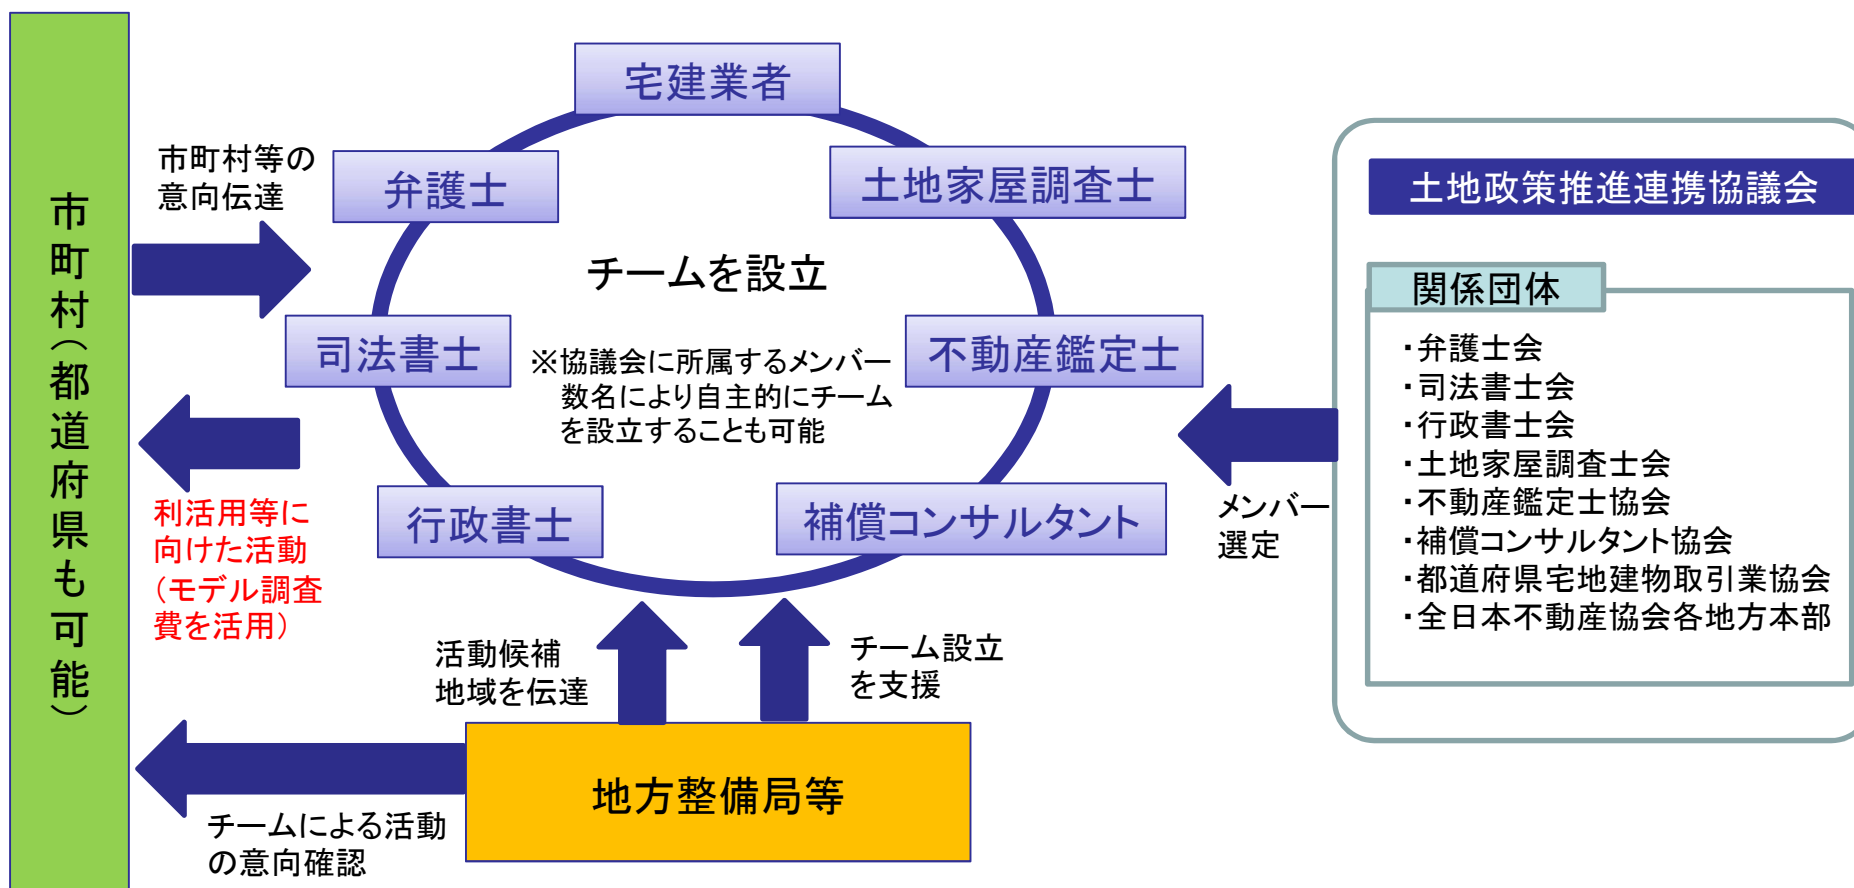 市町村（都道府県も可能）
市町村等の
意向伝達
利活用等に
向けた活動
（モデル調査
費を活用）
チームによる活動
の意向確認
宅建業者
弁護士
土地家屋調査士
司法書士
不動産鑑定士
行政書士
補償コンサルタント
チームを設立
※協議会に所属するメンバー
数名により自主的にチーム
を設立することも可能
活動候補
地域を伝達
チーム設立
を支援
地方整備局等
メンバー
選定
土地政策推進連携協議会
関係団体
・弁護士会
・司法書士会
・行政書士会
・土地家屋調査士会
・不動産鑑定士協会
・補償コンサルタント協会
・都道府県宅地建物取引業協会
・全日本不動産協会各地方本部